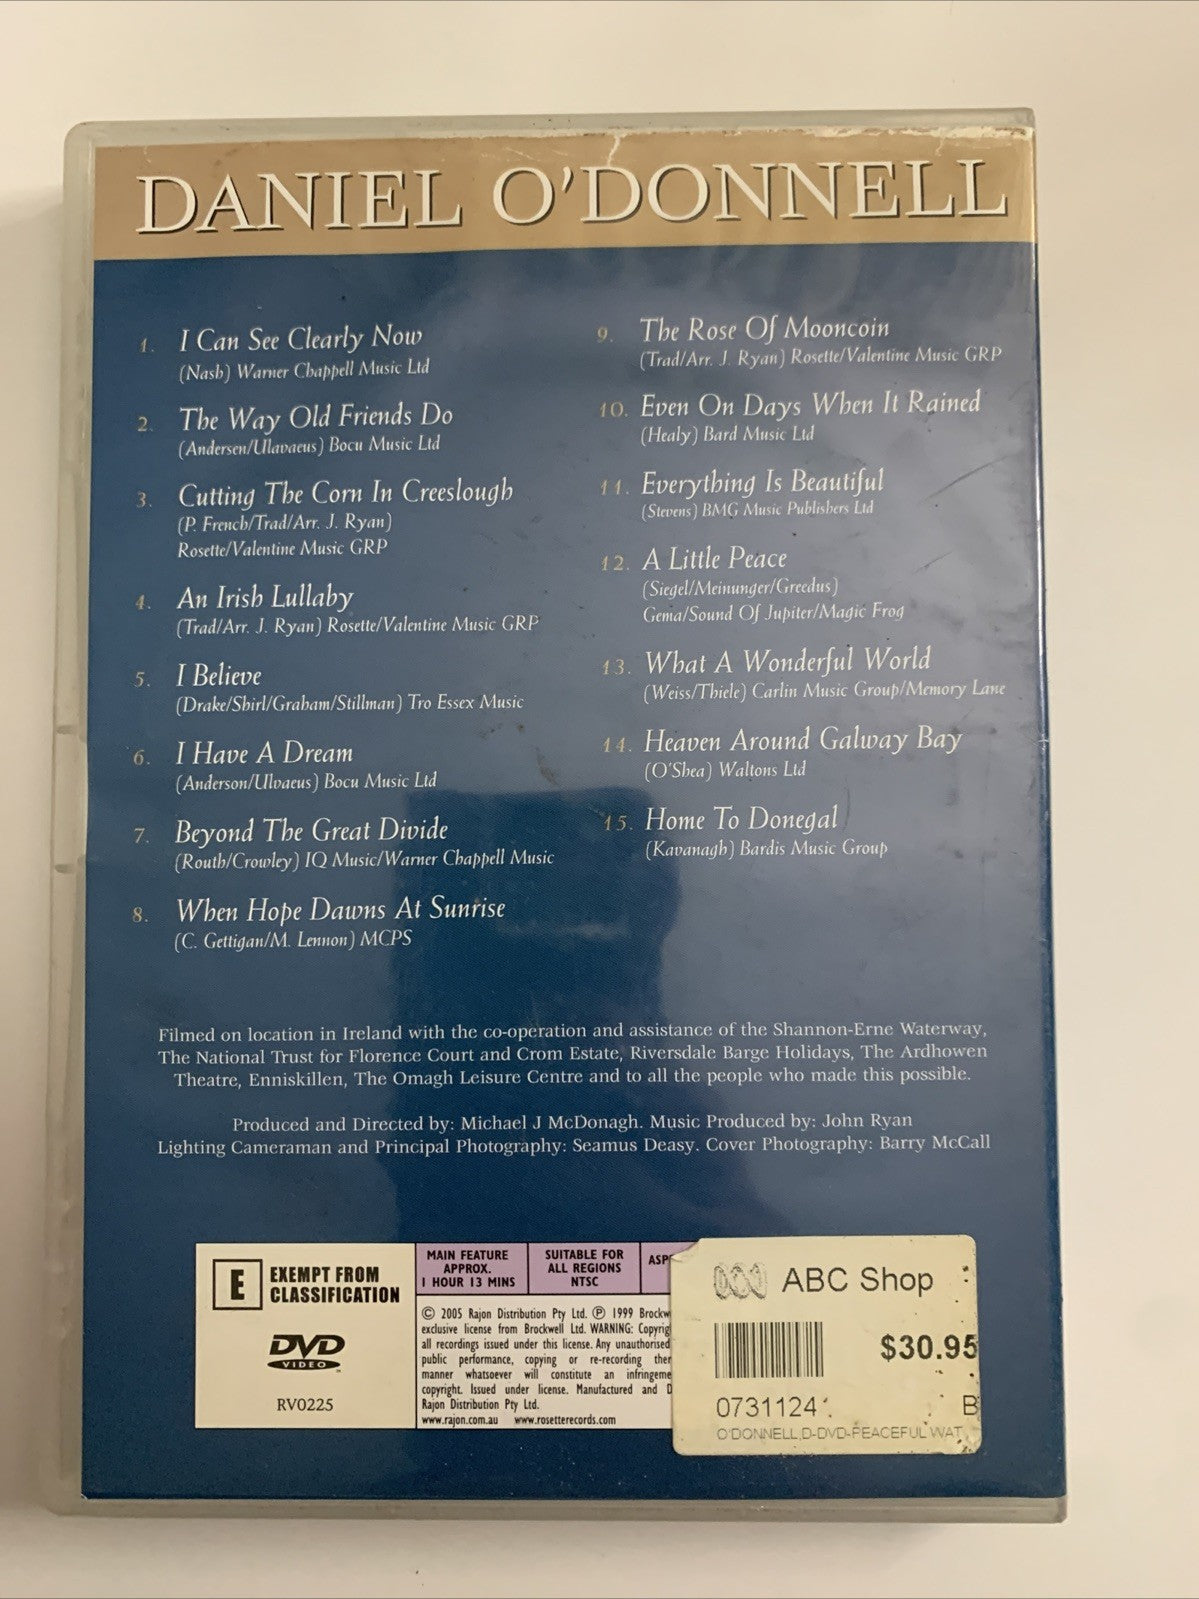 DANIEL O'DONNELL
1. I Can See Clearly Now
(Nash) Warner Chappell Music Ltd
2. The Way Old Friends Do
(Andersen/Ulavaeus) Bocu Music Ltd
3. Cutting The Corn In Creeslough
(P. French/Trad/Arr. J. Ryan)
Rosette/Valentine Music GRP
4. An Irish Lullaby
(Trad/Arr. J. Ryan) Rosette/Valentine Music GRP
5. I Believe
(Drake/Shirl/Graham/Stillman) Tro Essex Music
6. I Have A Dream
(Anderson/Ulvaeus) Bocu Music Ltd
7. Beyond The Great Divide
(Routh/Crowley) IQ Music/Warner Chappell Music
8. When Hope Dawns At Sunrise
(C. Gettigan/M. Lennon) MCPS
9. The Rose Of Mooncoin
(Trad/Arr. J. Ryan) Rosette/Valentine Music GRP
10. Even On Days When It Rained
(Healy) Bard Music Ltd
11. Everything Is Beautiful
(Stevens) BMG Music Publishers Ltd
12. A Little Peace
(Siegel/Meinunger/Greedus)
Gema/Sound Of Jupiter/Magic Frog
13. What A Wonderful World
(Weiss/Thiele) Carlin Music Group/Memory Lane
14. Heaven Around Galway Bay
(O'Shea) Waltons Ltd
15. Home To Donegal
(Kavanagh) Bardis Music Group
Filmed on location in Ireland with the co-operation and assistance of the Shannon-Erne Waterway,
The National Trust for Florence Court and Crom Estate, Riversdale Barge Holidays, The Ardhowen
Theatre, Enniskillen, The Omagh Leisure Centre and to all the people who made this possible.
Produced and Directed by: Michael J McDonagh. Music Produced by: John Ryan
Lighting Cameraman and Principal Photography: Seamus Deasy. Cover Photography: Barry McCall
E
EXEMPT FROM
CLASSIFICATION
DVD
VIDEO
RV0225
MAIN FEATURE
APPROX.
1 HOUR 13 MINS
SUITABLE FOR
ALL REGIONS
NTSC
ASPE
© 2005 Rajon Distribution Pty Ltd. ℗ 1999 Brockw
exclusive license from Brockwell Ltd. WARNING: Copyrig
all recordings issued under this license. Any unauthorised
public performance, copying or re-recording ther
manner whatsoever will constitute an infringeme
copyright. Issued under license. Manufactured and D
Rajon Distribution Pty Ltd.
www.rajon.com.au www.rosetterecords.com
ABC Shop
$30.95
0731124
B
O'DONNELL,D-DVD-PEACEFUL WAT